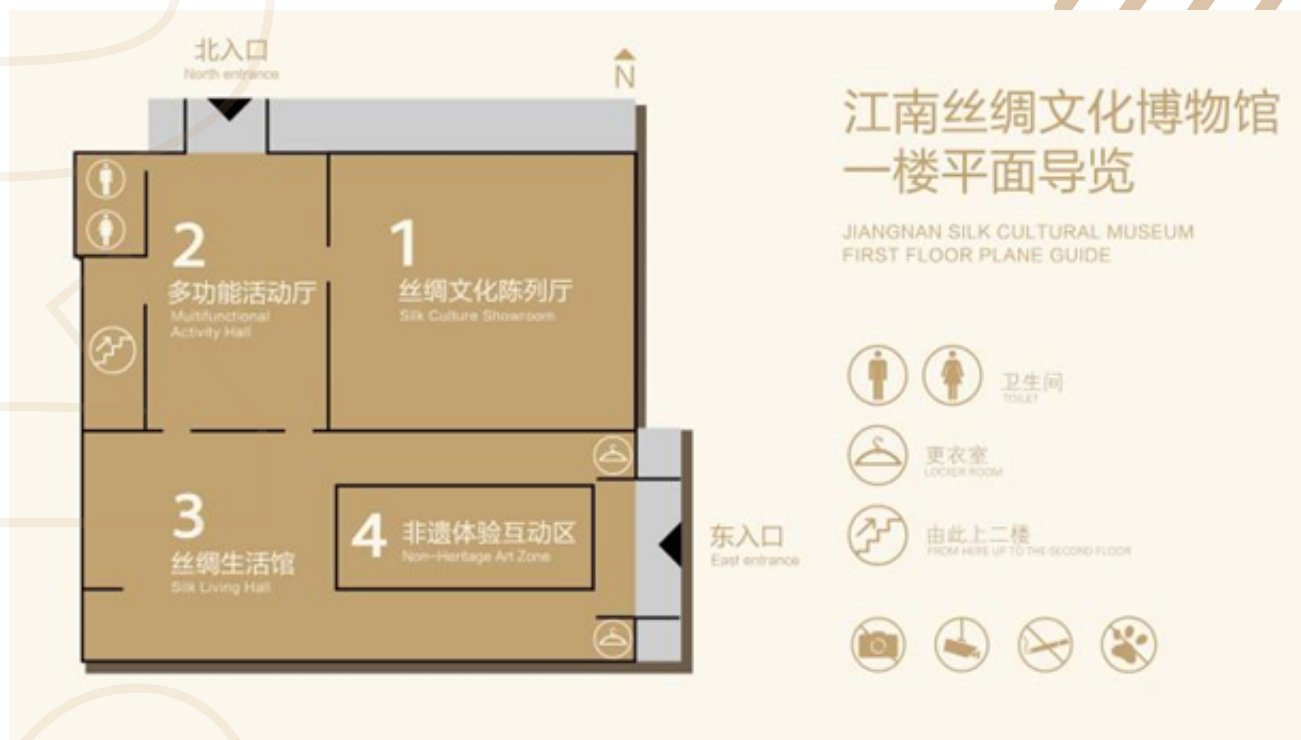 北入口
North entrance
N
江南丝绸文化博物馆
一楼平面导览
JIANGNAN SILK CULTURAL MUSEUM
FIRST FLOOR PLANE GUIDE
2
多功能活动厅
Multifunctional
Activity Hall
1
丝绸文化陈列厅
Silk Culture Showroom
卫生间
TOILET
更衣室
LOCKER ROOM
3
丝绸生活馆
Silk Living Hall
4
非遗体验互动区
Non-Heritage Art Zone
东入口
East entrance
由此上二楼
FROM HERE UP TO THE SECOND FLOOR